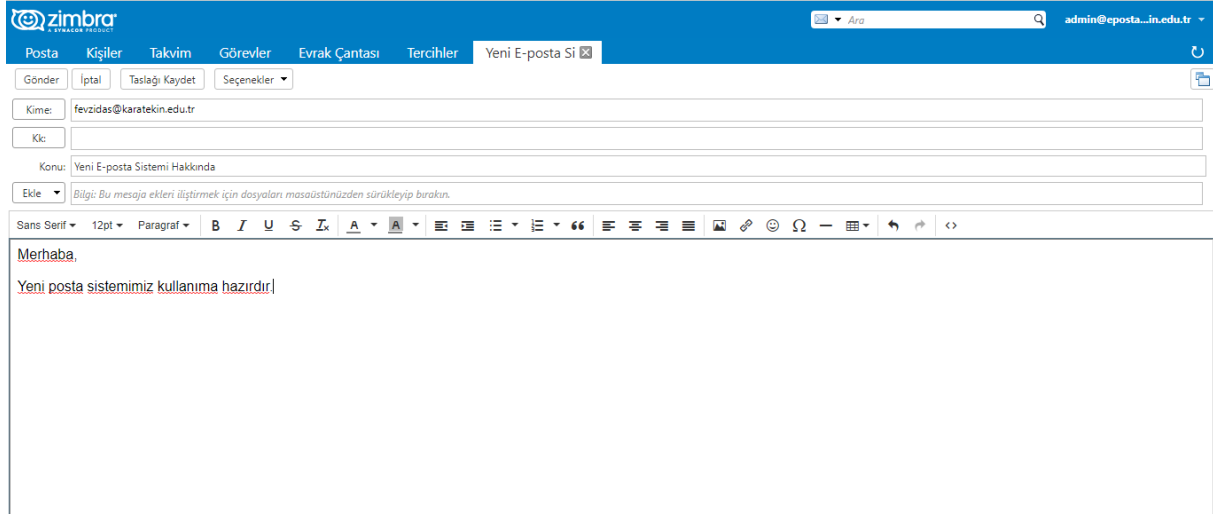 zimbra
A SYNACOR PRODUCT
Ara
admin@eposta...in.edu.tr
Posta Kişiler Takvim Görevler Evrak Çantası Tercihler Yeni E-posta Si
Gönder İptal Taslağı Kaydet Seçenekler
Kime: fevzidas@karatekin.edu.tr
Kk:
Konu: Yeni E-posta Sistemi Hakkında
Ekle Bilgi: Bu mesaja ekleri iliştirmek için dosyaları masaüstünüzden sürükleyip bırakın.
Sans Serif 12pt Paragraf B I U S Tx A A
Merhaba,
Yeni posta sistemimiz kullanıma hazırdır.